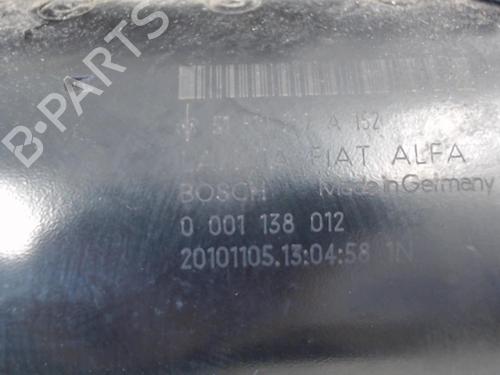 B-PARTS
A 152
FIAT ALFA
BOSCH Made in Germany
0 001 138 012
20101105.13:04:58 1N